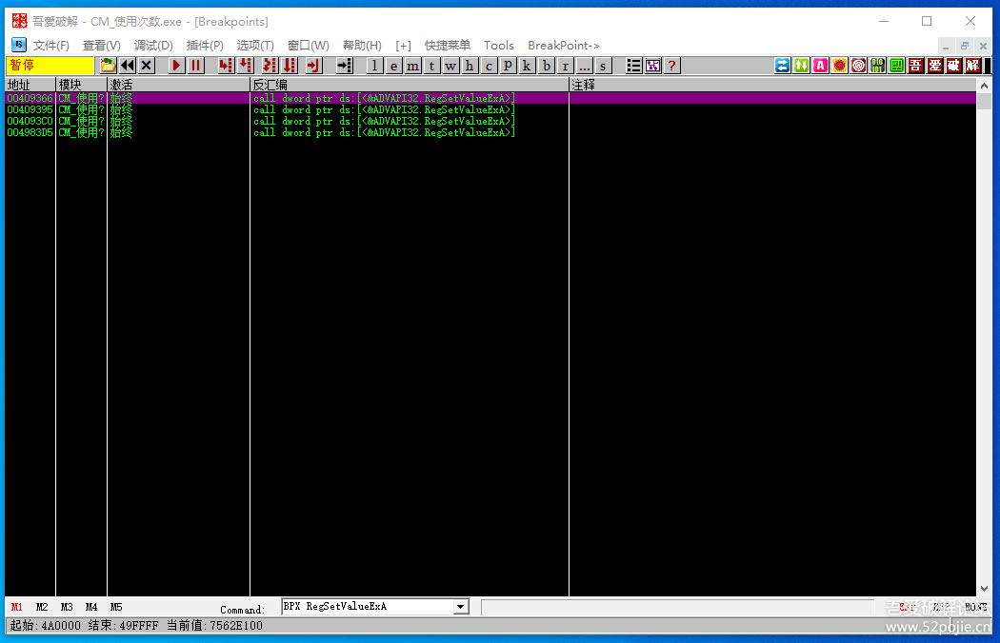 吾爱破解 - CM_使用次数.exe - [Breakpoints]
文件(F) 查看(V) 调试(D) 插件(P) 选项(T) 窗口(W) 帮助(H) [+] 快捷菜单 Tools BreakPoint->
暂停 l e m t w h c p k b r ... s ? A 吾 爱 破 解
地址 模块 激活 反汇编 注释
00409366 CM_使用? 始终 call dword ptr ds:[<&ADVAPI32.RegSetValueExA>]
00409395 CM_使用? 始终 call dword ptr ds:[<&ADVAPI32.RegSetValueExA>]
004093C0 CM_使用? 始终 call dword ptr ds:[<&ADVAPI32.RegSetValueExA>]
004983D5 CM_使用? 始终 call dword ptr ds:[<&ADVAPI32.RegSetValueExA>]
M1 M2 M3 M4 M5 Command: BPX RegSetValueExA NONE
起始:4A0000 结束:49FFFF 当前值:7562E100
吾爱破解论坛
www.52pojie.cn